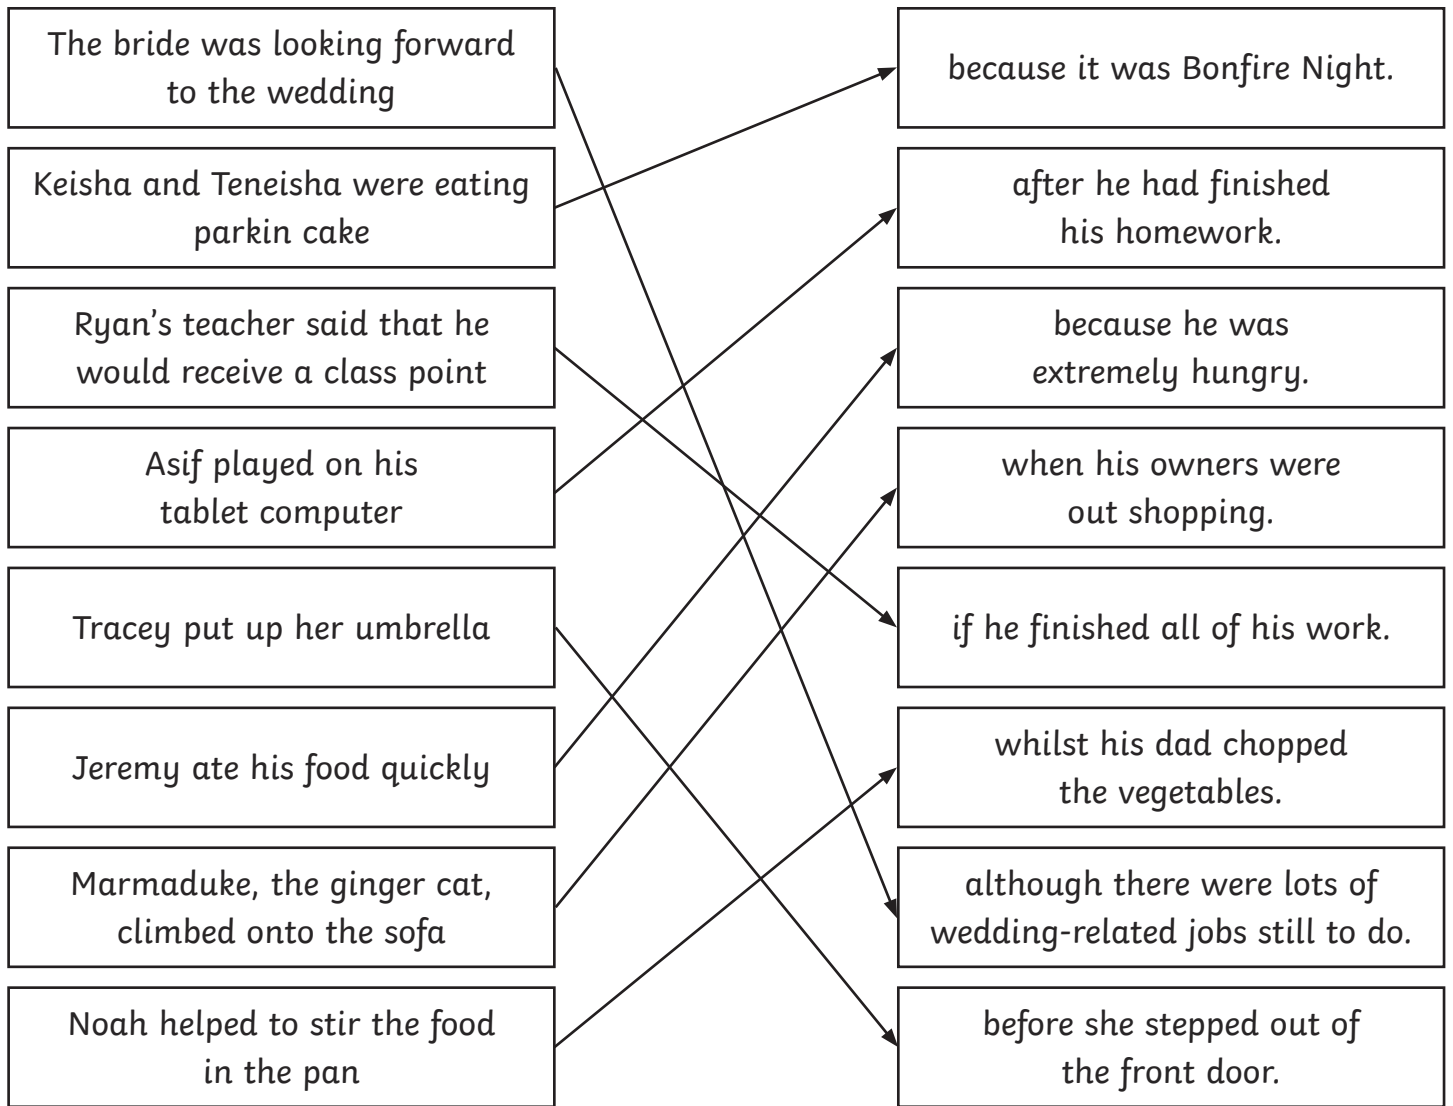 The bride was looking forward
to the wedding
because it was Bonfire Night.
Keisha and Teneisha were eating
parkin cake
after he had finished
his homework.
Ryan's teacher said that he
would receive a class point
because he was
extremely hungry.
Asif played on his
tablet computer
when his owners were
out shopping.
Tracey put up her umbrella
if he finished all of his work.
Jeremy ate his food quickly
whilst his dad chopped
the vegetables.
Marmaduke, the ginger cat,
climbed onto the sofa
although there were lots of
wedding-related jobs still to do.
Noah helped to stir the food
in the pan
before she stepped out of
the front door.